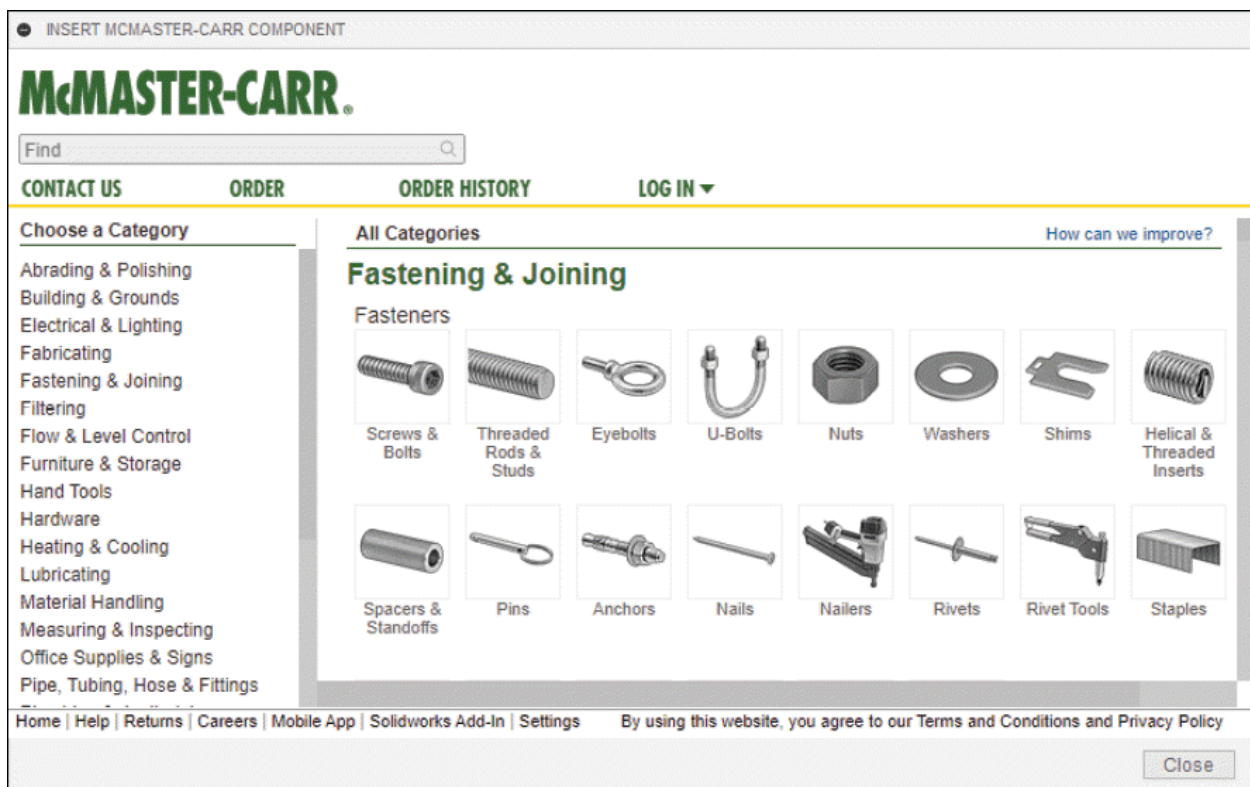 INSERT MCMASTER-CARR COMPONENT
McMASTER-CARR®
Find
CONTACT US ORDER ORDER HISTORY LOG IN
Choose a Category
Abrading & Polishing
Building & Grounds
Electrical & Lighting
Fabricating
Fastening & Joining
Filtering
Flow & Level Control
Furniture & Storage
Hand Tools
Hardware
Heating & Cooling
Lubricating
Material Handling
Measuring & Inspecting
Office Supplies & Signs
Pipe, Tubing, Hose & Fittings
All Categories
How can we improve?
Fastening & Joining
Fasteners
Screws &
Bolts
Threaded
Rods &
Studs
Eyebolts
U-Bolts
Nuts
Washers
Shims
Helical &
Threaded
Inserts
Spacers &
Standoffs
Pins
Anchors
Nails
Nailers
Rivets
Rivet Tools
Staples
Home | Help | Returns | Careers | Mobile App | Solidworks Add-In | Settings
By using this website, you agree to our Terms and Conditions and Privacy Policy
Close